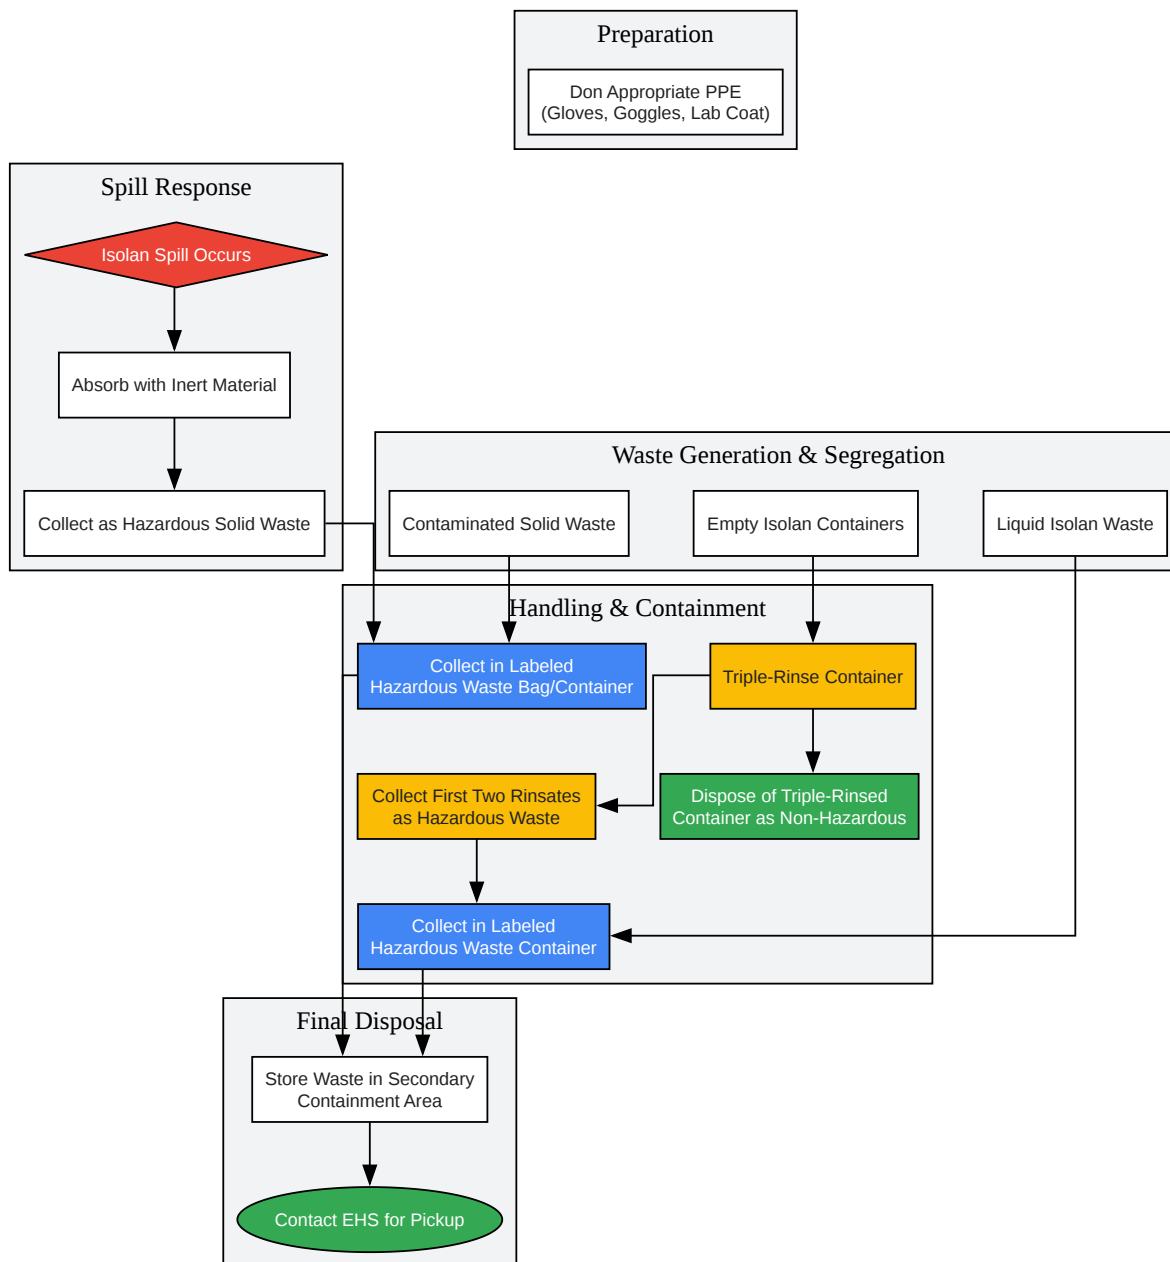 Preparation
Don Appropriate PPE
(Gloves, Goggles, Lab Coat)
Spill Response
Isolan Spill Occurs
Absorb with Inert Material
Collect as Hazardous Solid Waste
Waste Generation & Segregation
Contaminated Solid Waste
Empty Isolan Containers
Liquid Isolan Waste
Handling & Containment
Collect in Labeled
Hazardous Waste Bag/Container
Triple-Rinse Container
Collect First Two Rinsates
as Hazardous Waste
Dispose of Triple-Rinsed
Container as Non-Hazardous
Collect in Labeled
Hazardous Waste Container
Final Disposal
Store Waste in Secondary
Containment Area
Contact EHS for Pickup